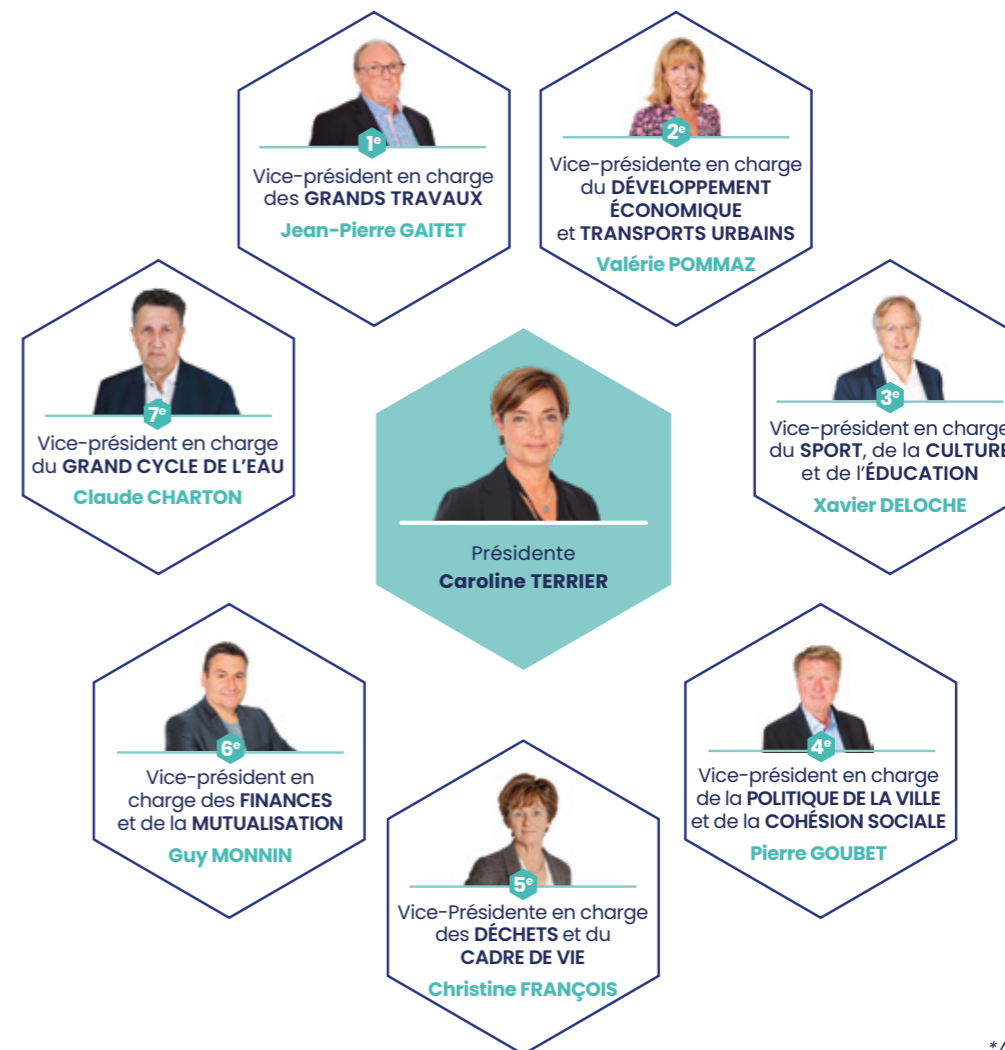 1e
Vice-président en charge
des GRANDS TRAVAUX
Jean-Pierre GAITET
2e
Vice-présidente en charge
du DÉVELOPPEMENT
ÉCONOMIQUE
et TRANSPORTS URBAINS
Valérie POMMAZ
3e
Vice-président en charge
du SPORT, de la CULTURE
et de l'ÉDUCATION
Xavier DELOCHE
7e
Vice-président en charge
du GRAND CYCLE DE L'EAU
Claude CHARTON
Présidente
Caroline TERRIER
6e
Vice-président en
charge des FINANCES
et de la MUTUALISATION
Guy MONNIN
4e
Vice-président en charge
de la POLITIQUE DE LA VILLE
et de la COHÉSION SOCIALE
Pierre GOUBET
5e
Vice-Présidente en charge
des DÉCHETS et du
CADRE DE VIE
Christine FRANÇOIS